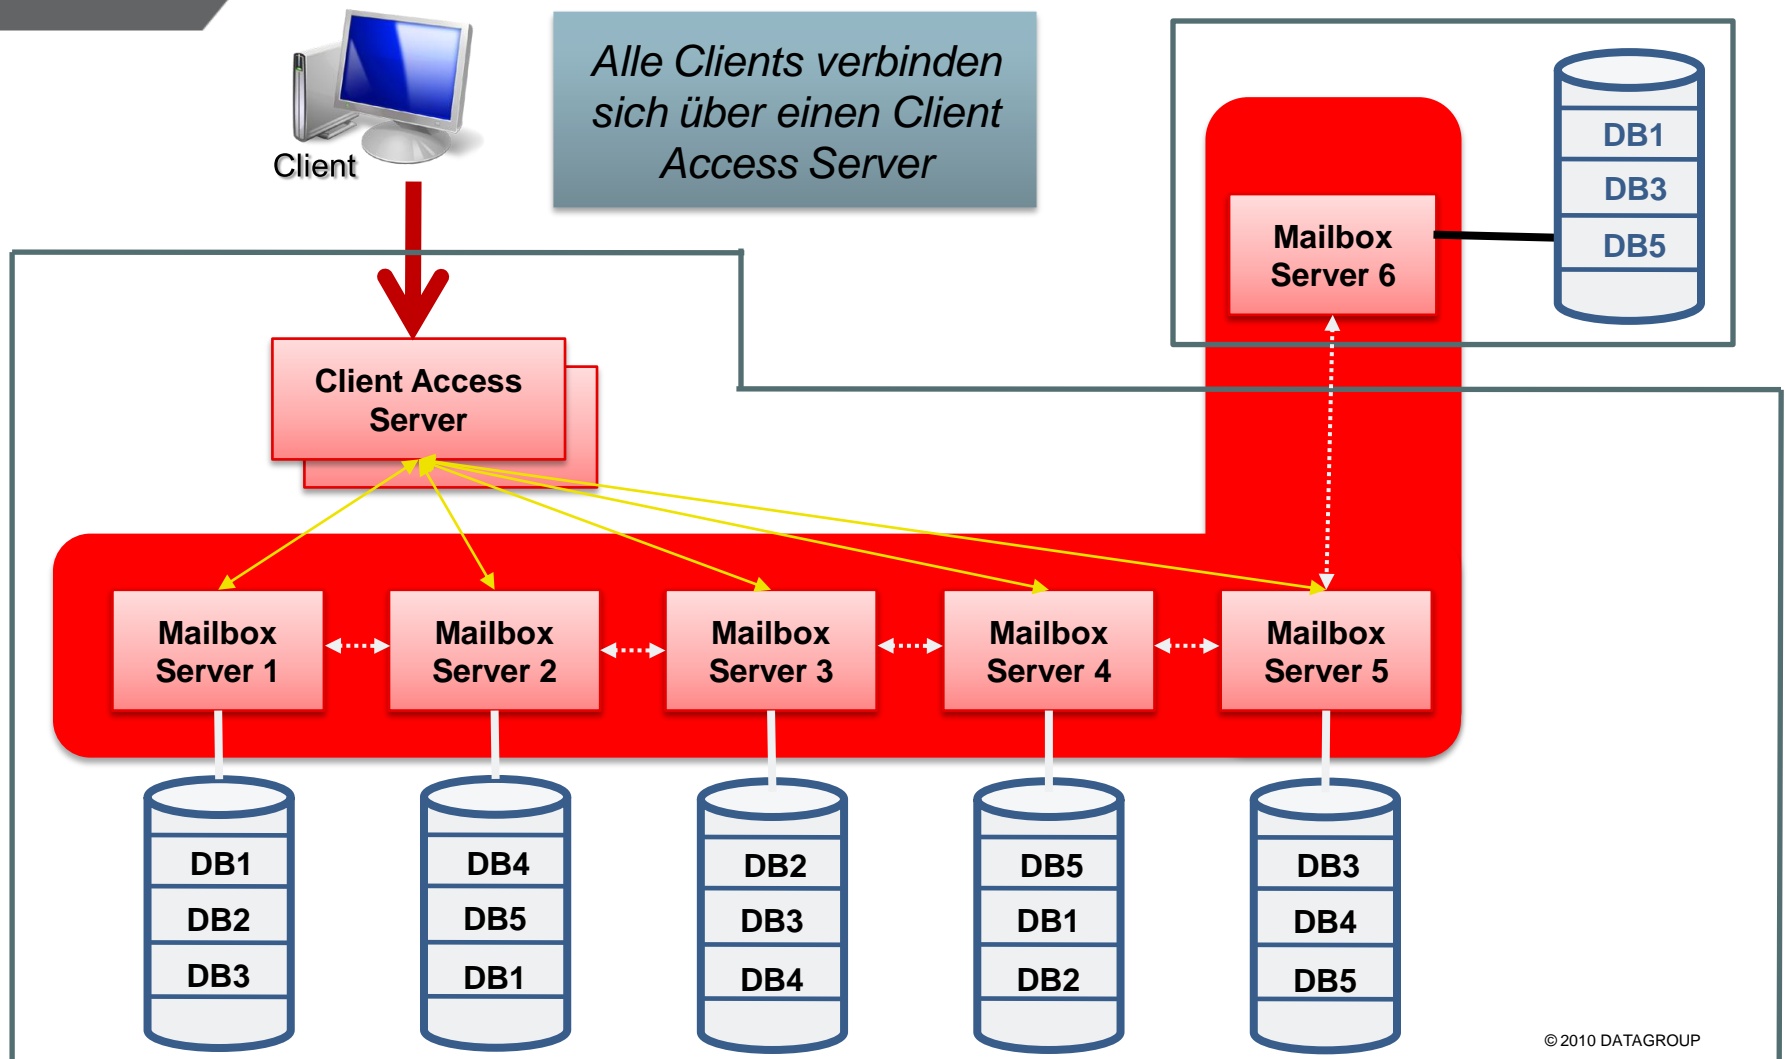 Alle Clients verbinden
sich über einen Client
Access Server
Client
DB1
DB3
DB5
Mailbox
Server 6
Client Access
Server
Mailbox
Server 1
Mailbox
Server 2
Mailbox
Server 3
Mailbox
Server 4
Mailbox
Server 5
DB1
DB2
DB3
DB4
DB5
DB1
DB2
DB3
DB4
DB5
DB1
DB2
DB3
DB4
DB5
© 2010 DATAGROUP